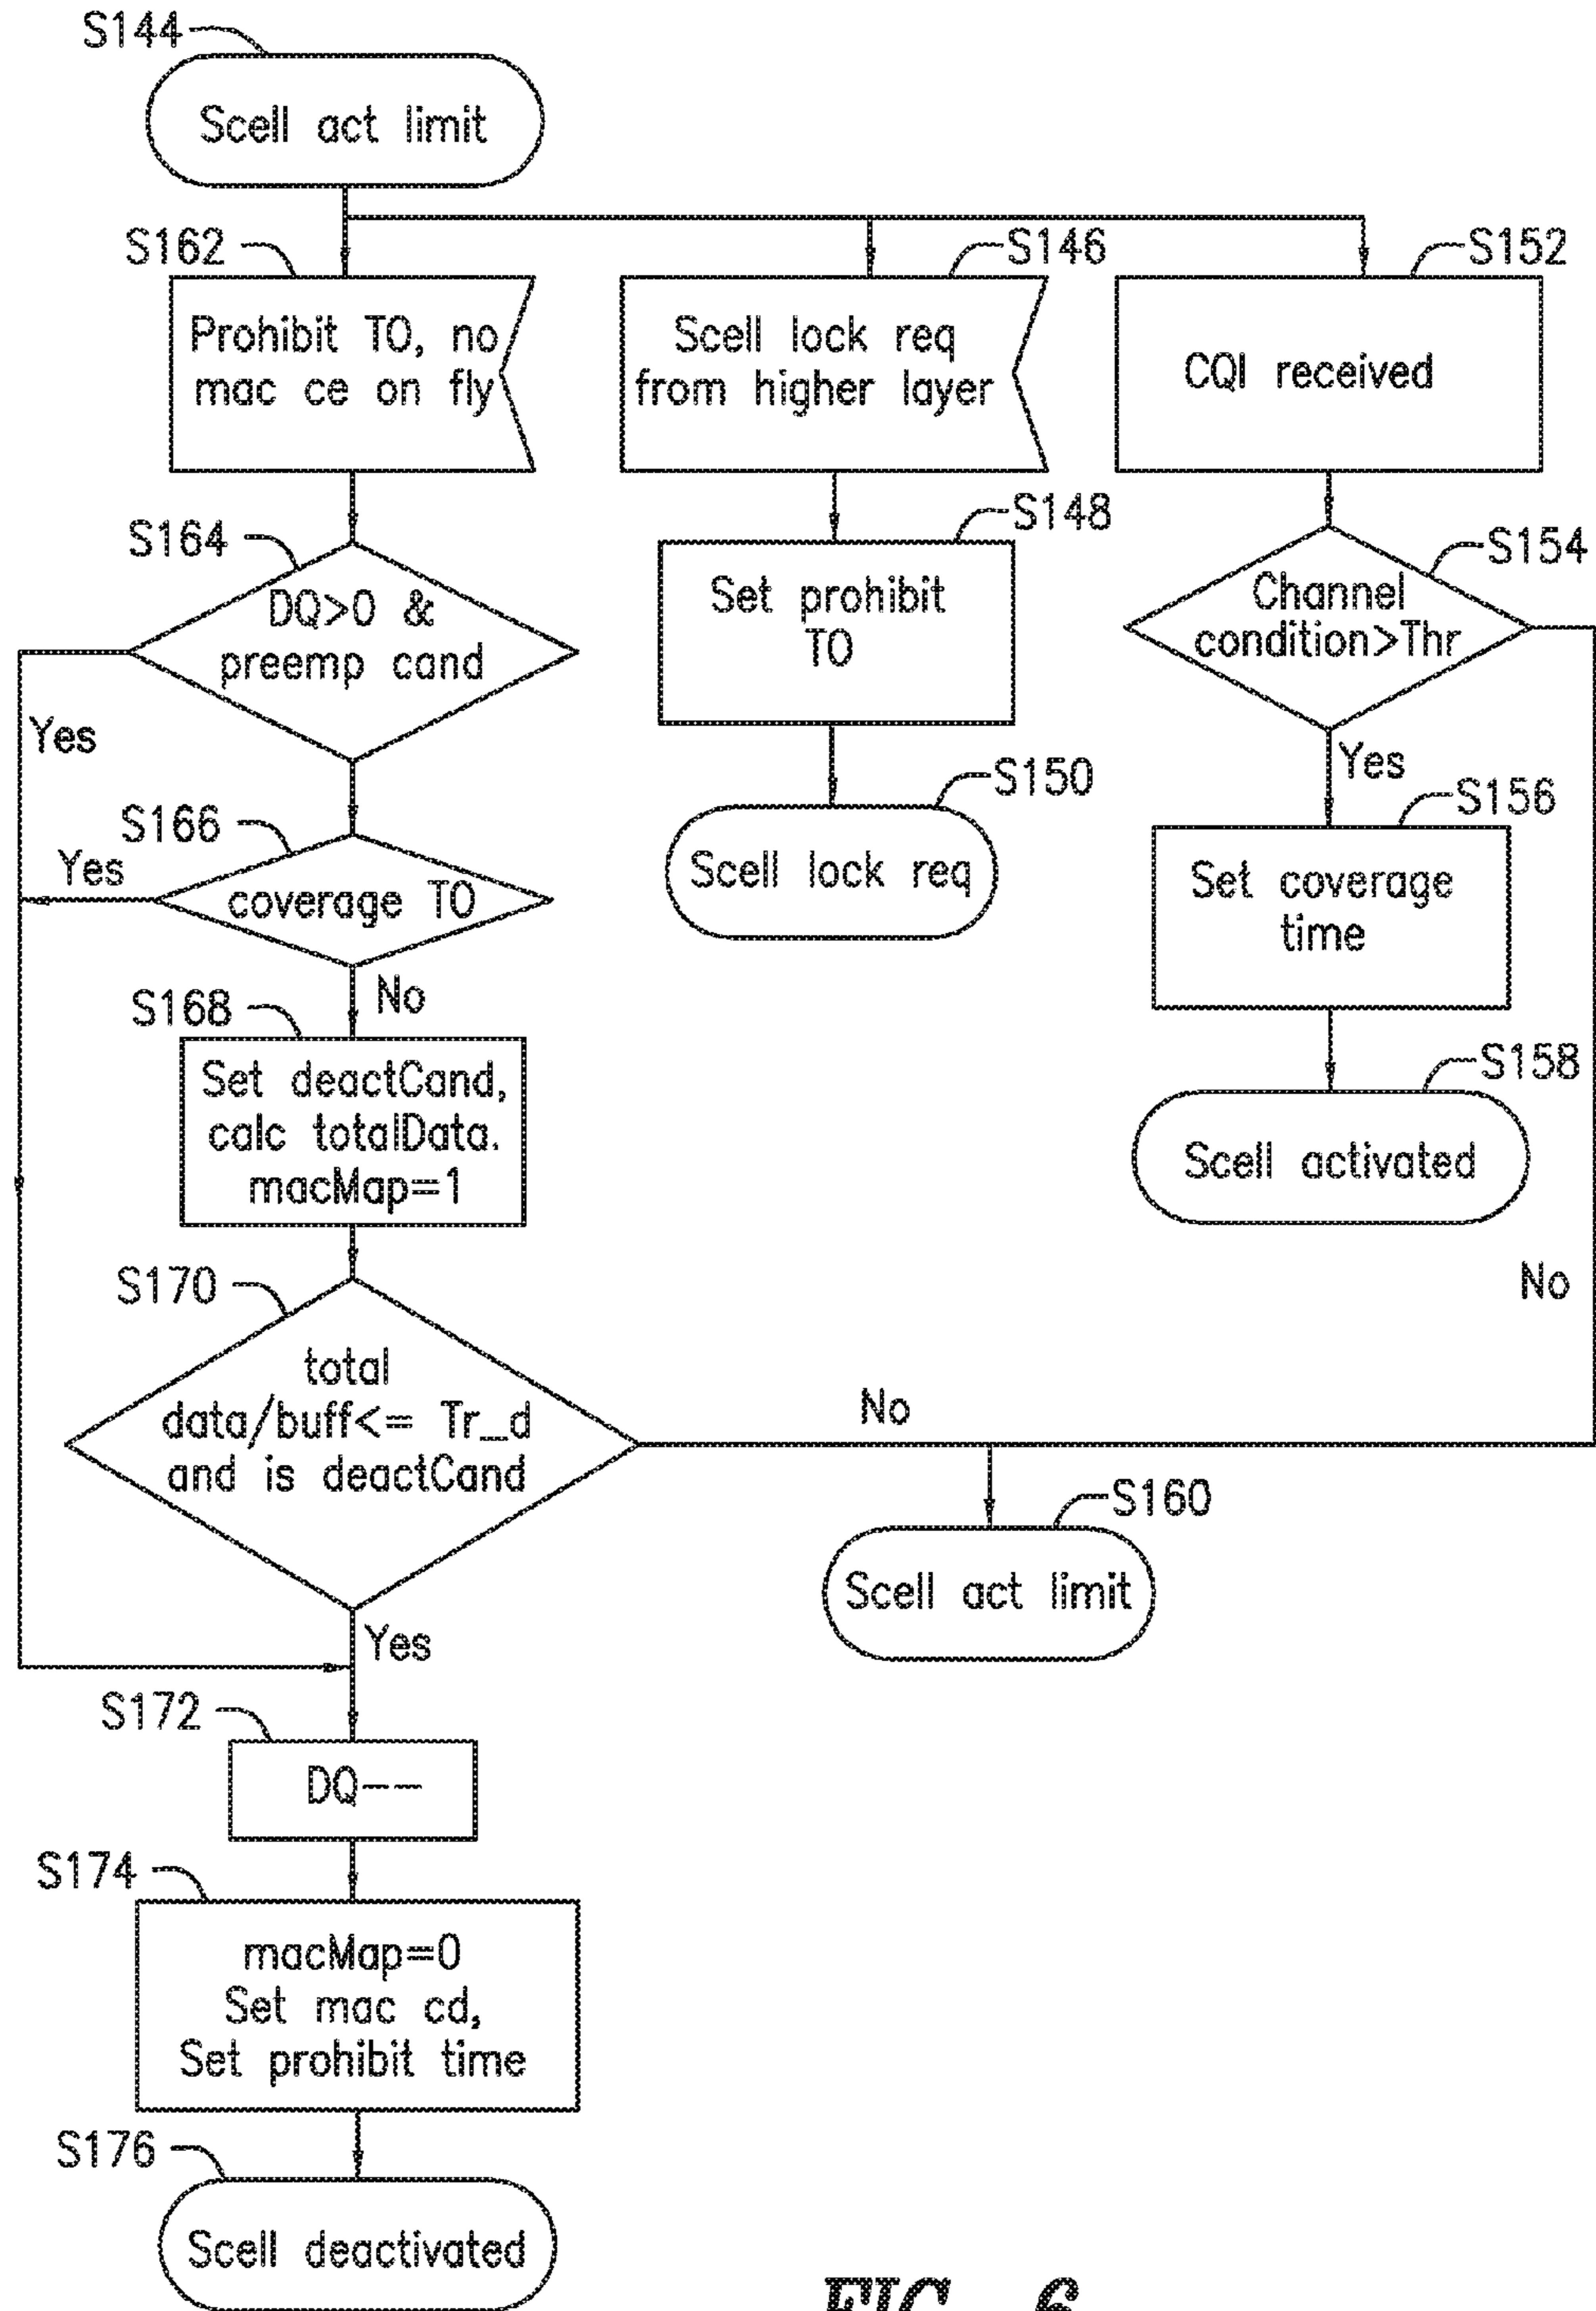 S144
Scell act limit
S162
Prohibit TO, no
mac ce on fly
S146
Scell lock req
from higher layer
S152
CQI received
S164
DQ>0 &
preemp cand
Yes
S148
Set prohibit
TO
S154
Channel
condition>Thr
Yes
No
S166
coverage TO
Yes
No
S150
Scell lock req
S156
Set coverage
time
S158
Scell activated
S168
Set deactCand,
calc totalData.
macMap=1
S170
total
data/buff<= Tr_d
and is deactCand
No
Yes
S160
Scell act limit
S172
DQ--
S174
macMap=0
Set mac cd,
Set prohibit time
S176
Scell deactivated
FIG. 6